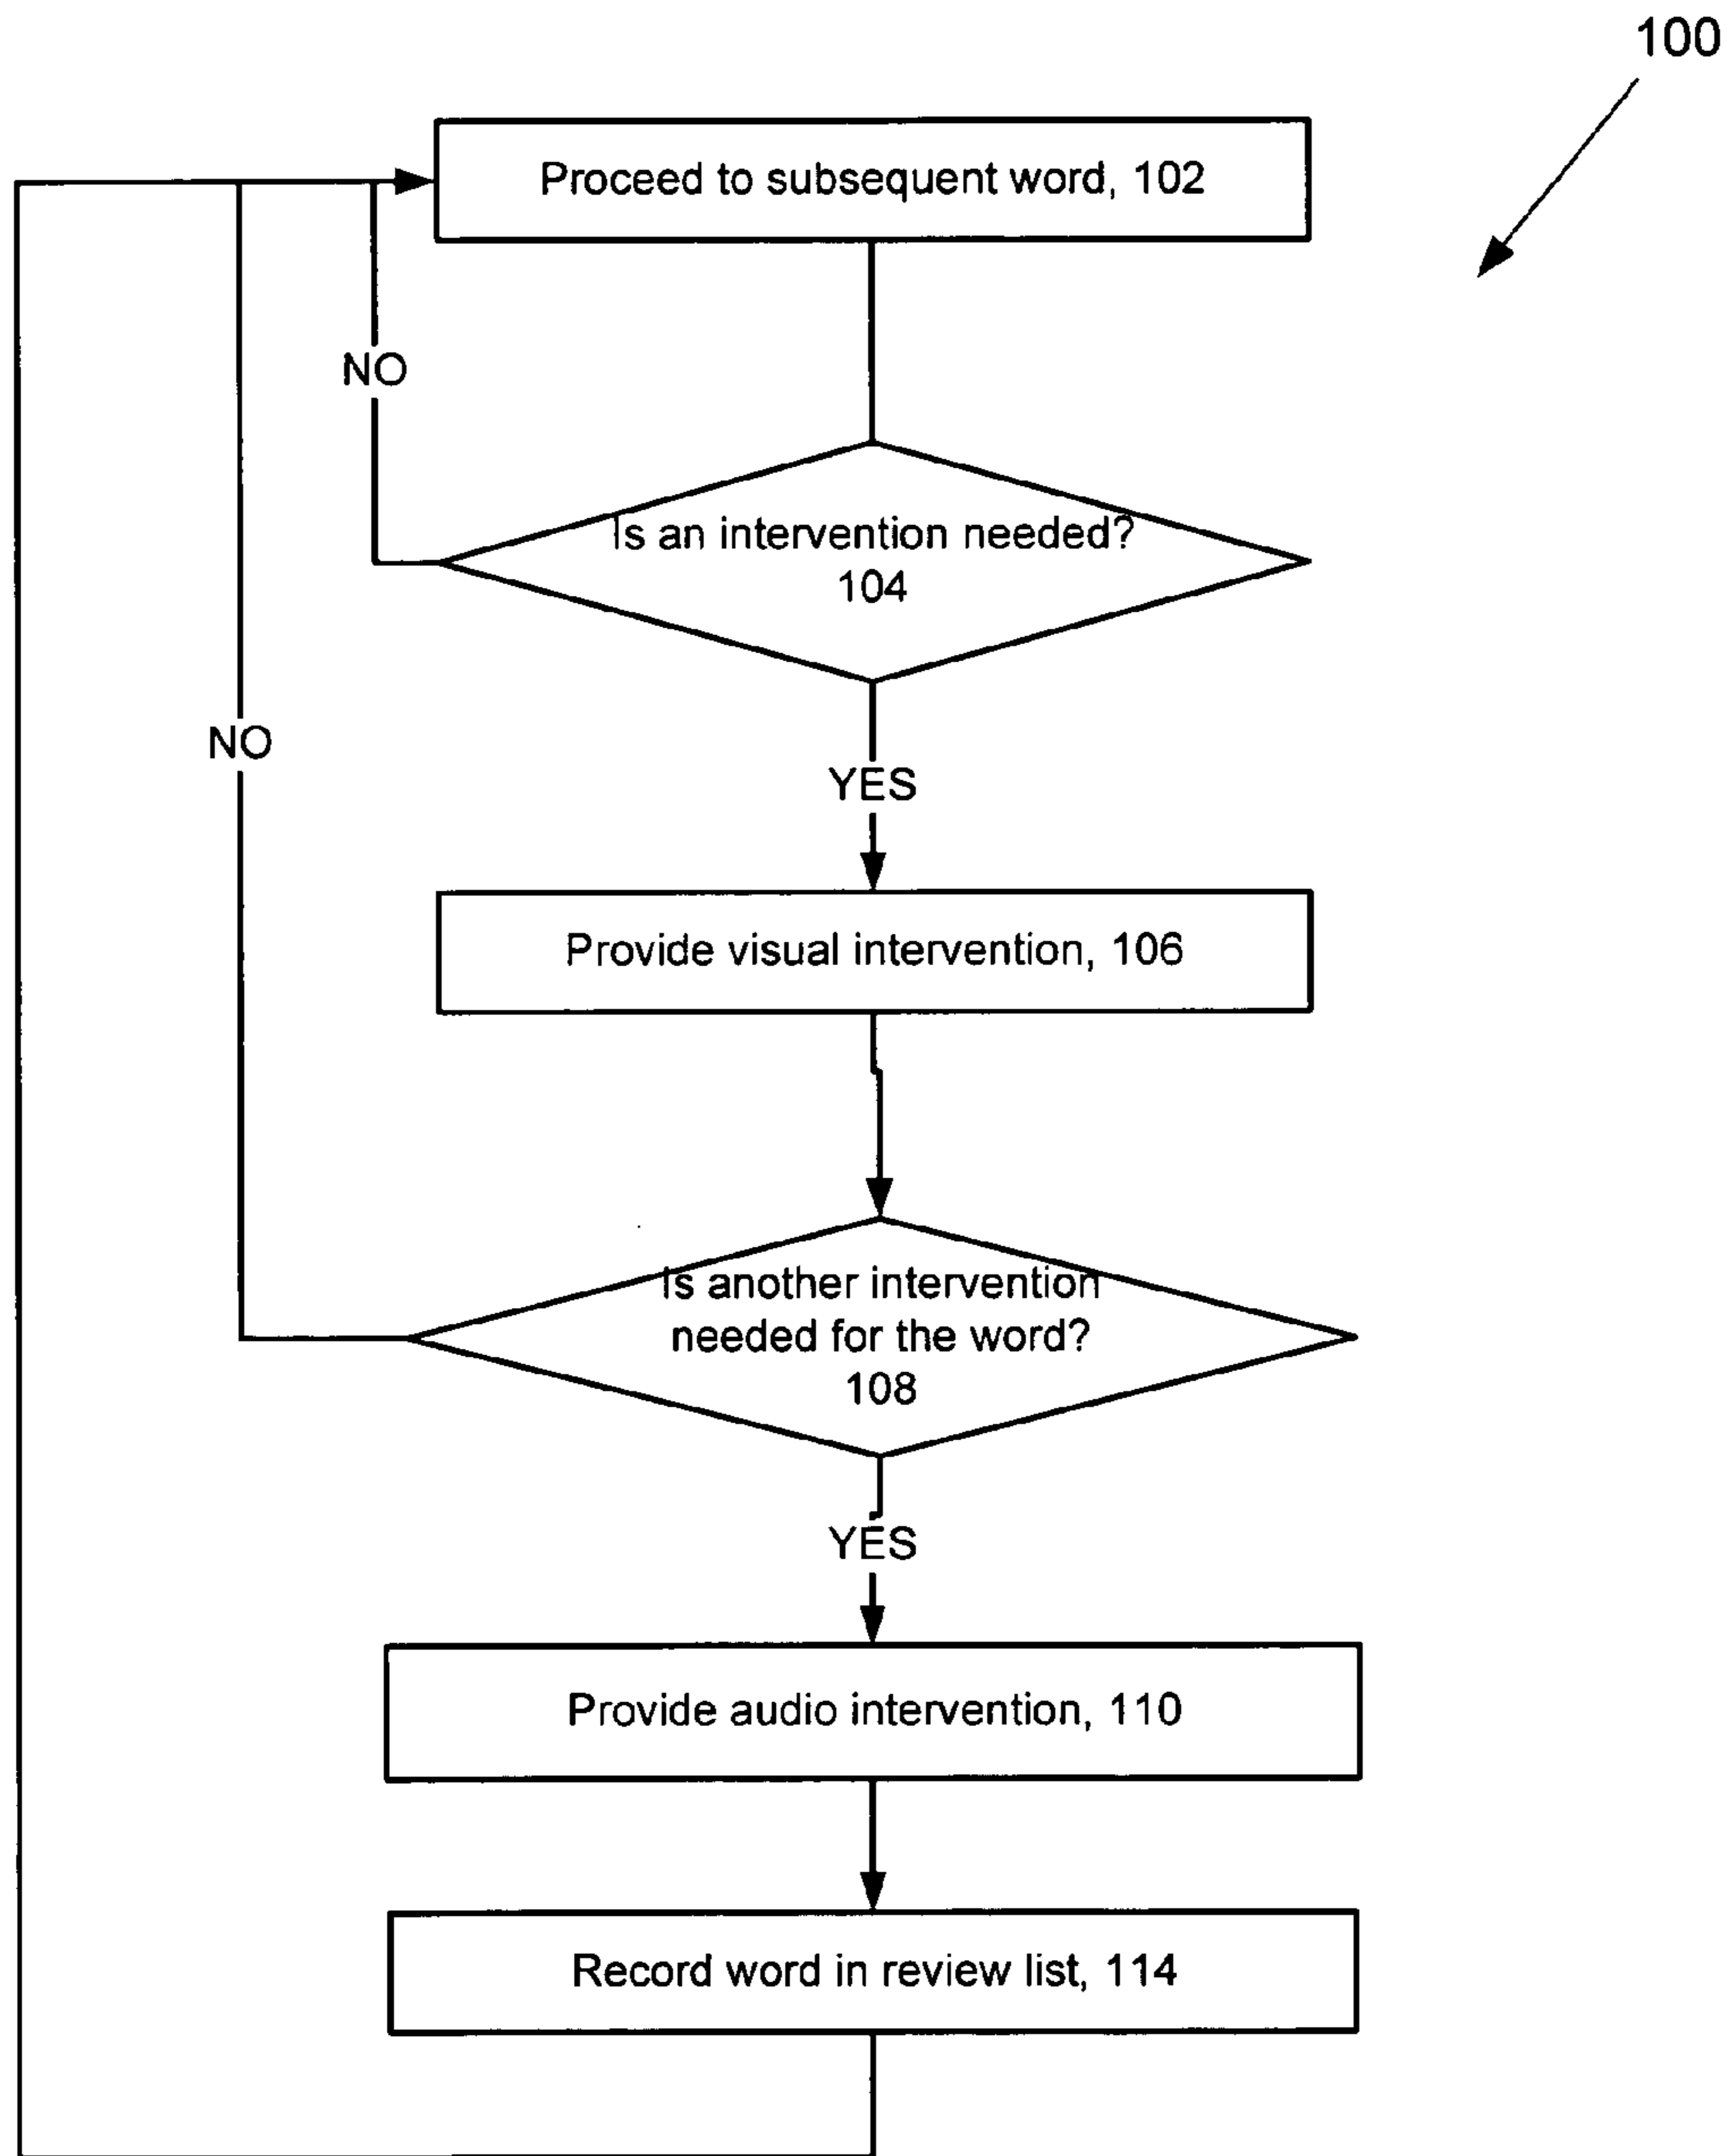 100
Proceed to subsequent word, 102
NO
Is an intervention needed?
104
YES
NO
Provide visual intervention, 106
Is another intervention
needed for the word?
108
YES
Provide audio intervention, 110
Record word in review list, 114